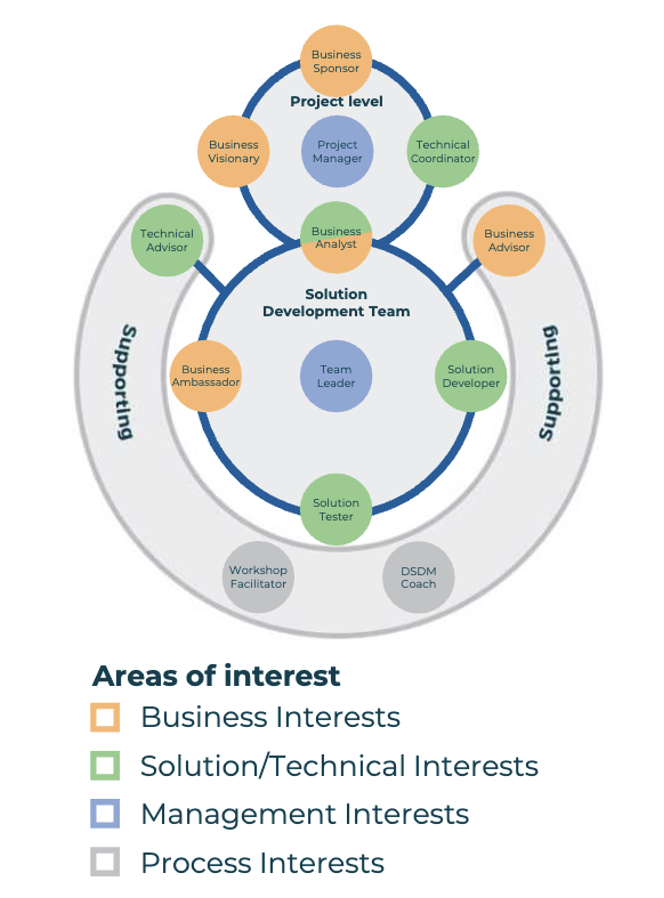 Business
Sponsor
Project level
Business
Visionary
Project
Manager
Technical
Coordinator
Technical
Advisor
Business
Analyst
Business
Advisor
Solution
Development Team
Supporting
Supporting
Business
Ambassador
Team
Leader
Solution
Developer
Solution
Tester
Workshop
Facilitator
DSDM
Coach
Areas of interest
Business Interests
Solution/Technical Interests
Management Interests
Process Interests